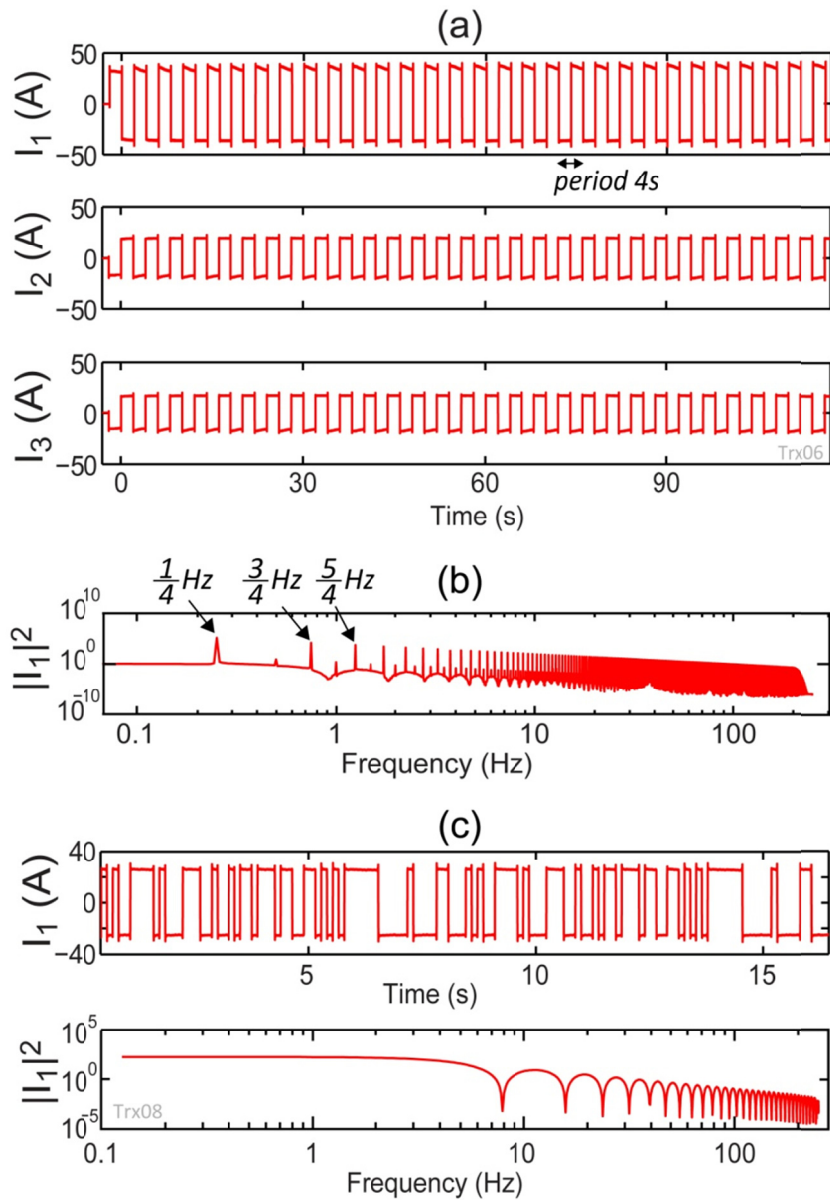 (a)
I1 (A)
50
0
−50
period 4s
I2 (A)
50
0
−50
I3 (A)
50
0
−50
Trx06
0 30 60 90
Time (s)
(b)
1/4 Hz 3/4 Hz 5/4 Hz
|I1|²
10^10
10^0
10^-10
0.1 1 10 100
Frequency (Hz)
(c)
I1 (A)
40
0
−40
5 10 15
Time (s)
|I1|²
10^5
10^0
10^-5
Trx08
0.1 1 10 100
Frequency (Hz)